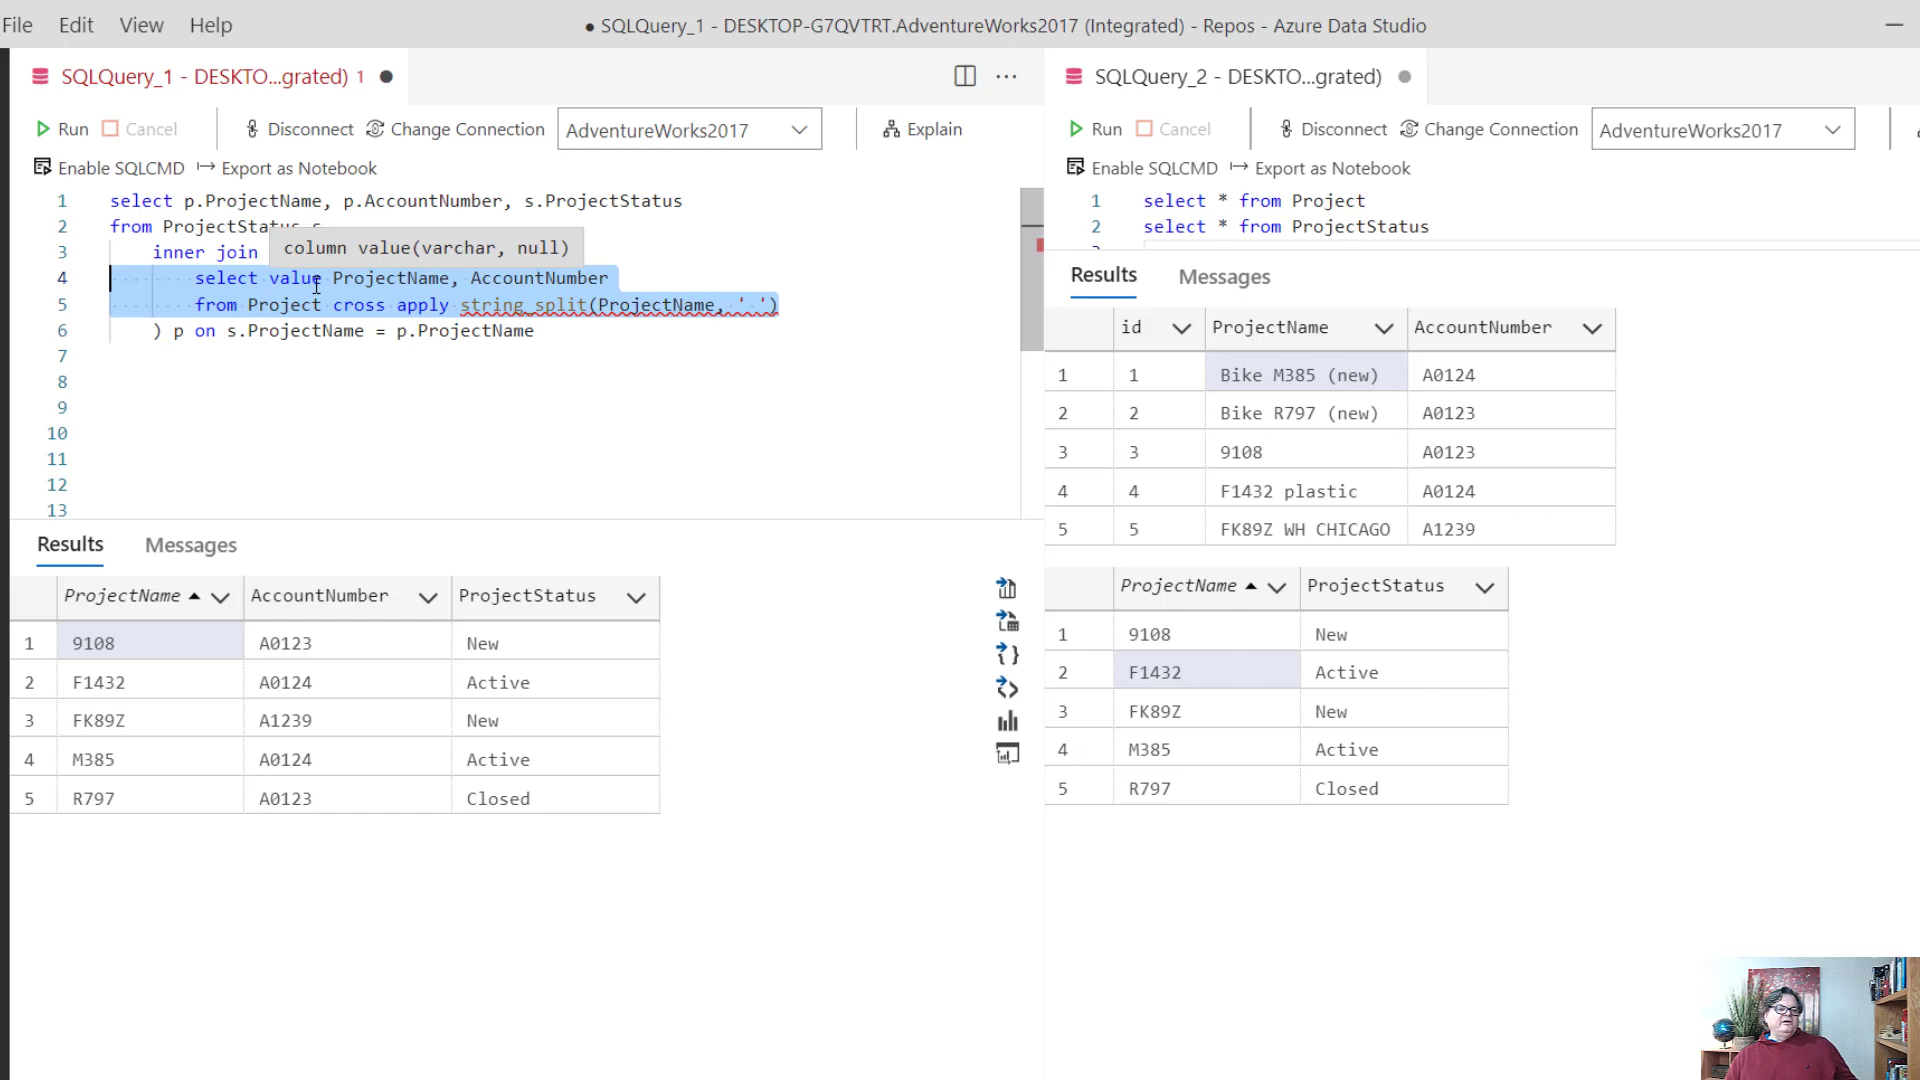 File Edit View Help
● SQLQuery_1 - DESKTOP-G7QVTRT.AdventureWorks2017 (Integrated) - Repos - Azure Data Studio
SQLQuery_1 - DESKTO...grated) 1
Run Cancel Disconnect Change Connection AdventureWorks2017 Explain
Enable SQLCMD Export as Notebook
1 select p.ProjectName, p.AccountNumber, s.ProjectStatus
2 from ProjectStatus s
3 inner join
column value(varchar, null)
4 select value ProjectName, AccountNumber
5 from Project cross apply string_split(ProjectName, ' ')
6 ) p on s.ProjectName = p.ProjectName
7
8
9
10
11
12
13
Results Messages
ProjectName AccountNumber ProjectStatus
1 9108 A0123 New
2 F1432 A0124 Active
3 FK89Z A1239 New
4 M385 A0124 Active
5 R797 A0123 Closed
SQLQuery_2 - DESKTO...grated)
Run Cancel Disconnect Change Connection AdventureWorks2017
Enable SQLCMD Export as Notebook
1 select * from Project
2 select * from ProjectStatus
Results Messages
id ProjectName AccountNumber
1 1 Bike M385 (new) A0124
2 2 Bike R797 (new) A0123
3 3 9108 A0123
4 4 F1432 plastic A0124
5 5 FK89Z WH CHICAGO A1239
ProjectName ProjectStatus
1 9108 New
2 F1432 Active
3 FK89Z New
4 M385 Active
5 R797 Closed